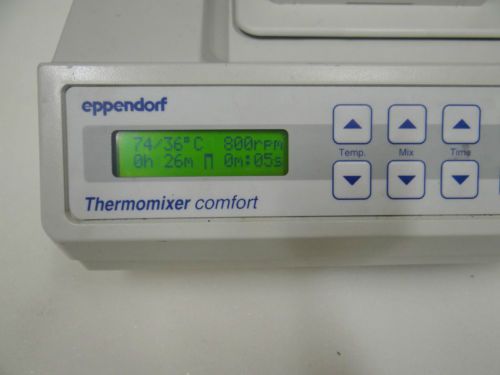 eppendorf
74/36°C 800rpm
0h 26m 0m:05s
Temp. Mix Time
Thermomixer comfort